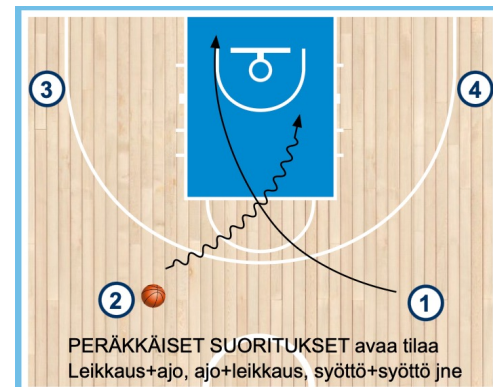 3
4
2
1
PERÄKKÄISET SUORITUKSET avaa tilaa
Leikkaus+ajo, ajo+leikkaus, syöttö+syöttö jne